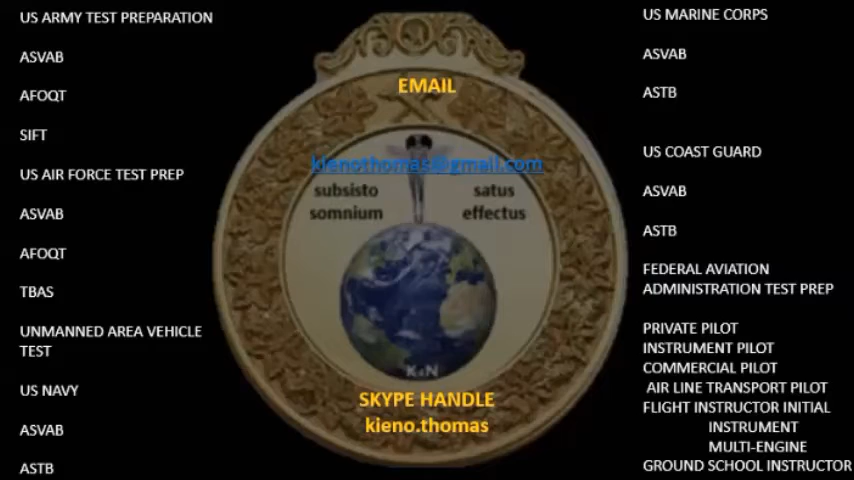 US ARMY TEST PREPARATION
ASVAB
AFOQT
SIFT
US AIR FORCE TEST PREP
ASVAB
AFOQT
TBAS
UNMANNED AREA VEHICLE
TEST
US NAVY
ASVAB
ASTB
EMAIL
kienothomas@gmail.com
subsisto satus
somnium effectus
K&N
SKYPE HANDLE
kieno.thomas
US MARINE CORPS
ASVAB
ASTB
US COAST GUARD
ASVAB
ASTB
FEDERAL AVIATION
ADMINISTRATION TEST PREP
PRIVATE PILOT
INSTRUMENT PILOT
COMMERCIAL PILOT
AIR LINE TRANSPORT PILOT
FLIGHT INSTRUCTOR INITIAL
INSTRUMENT
MULTI-ENGINE
GROUND SCHOOL INSTRUCTOR